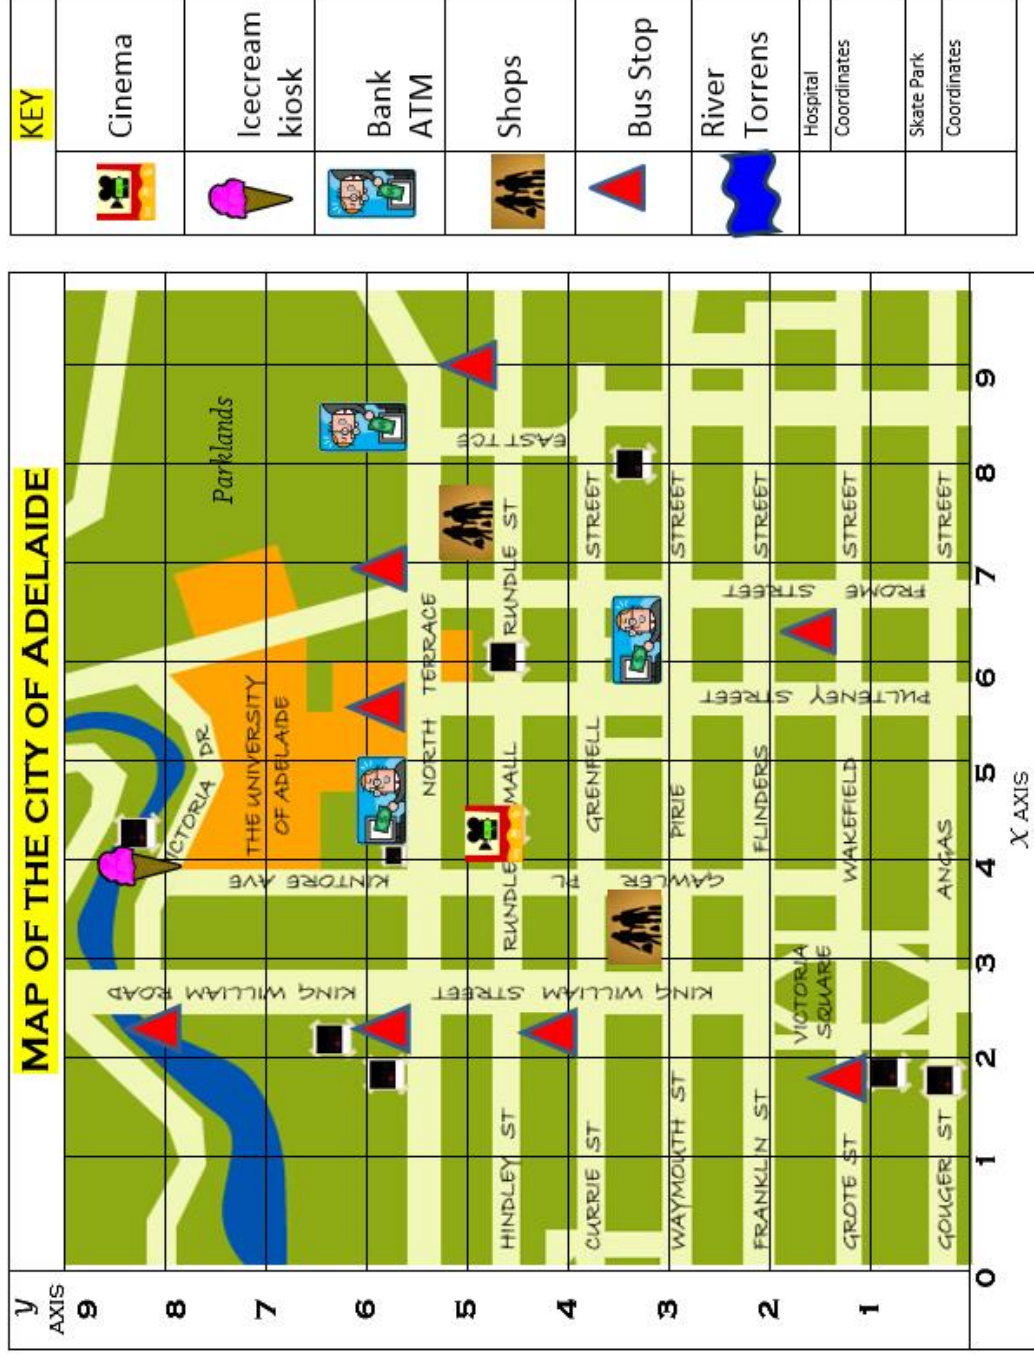 MAP OF THE CITY OF ADELAIDE
y
AXIS
9
8
7
6
5
4
3
2
1
0
1
2
3
4
5
6
7
8
9
X AXIS
Parklands
VICTORIA DR
THE UNIVERSITY
OF ADELAIDE
KINTORE AVE
KING WILLIAM ROAD
NORTH TERRACE
EAST TCE
HINDLEY ST
RUNDLE MALL
RUNDLE ST
KING WILLIAM STREET
CURRIE ST
GRENFELL
STREET
GAWLER PL
WAYMOUTH ST
PIRIE
STREET
FRANKLIN ST
FLINDERS
STREET
PULTENEY STREET
FROME STREET
VICTORIA
SQUARE
GROTE ST
WAKEFIELD
STREET
GOUGER ST
ANGAS
STREET
KEY
Cinema
Icecream
kiosk
Bank
ATM
Shops
Bus Stop
River
Torrens
Hospital
Coordinates
Skate Park
Coordinates